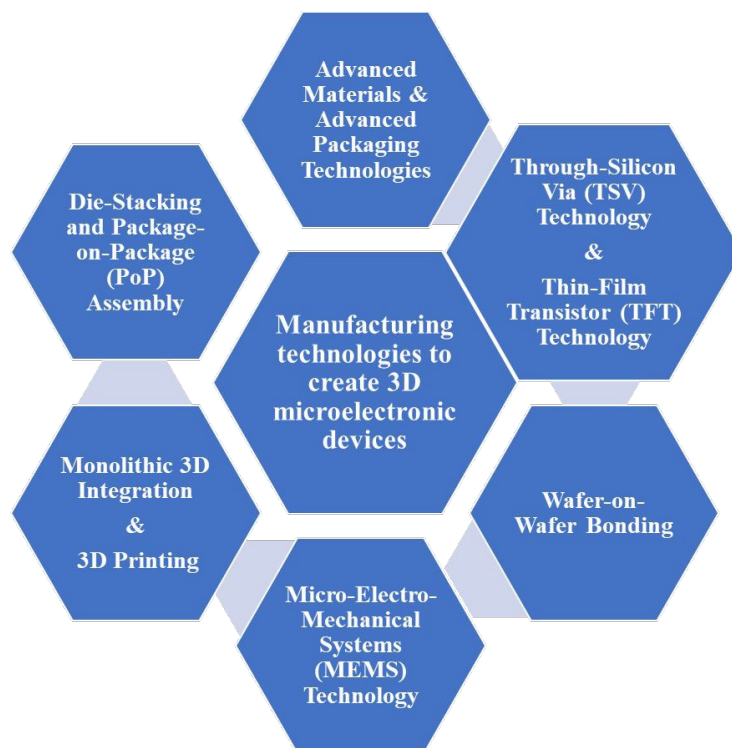 Advanced
Materials &
Advanced
Packaging
Technologies
Through-Silicon
Via (TSV)
Technology
&
Thin-Film
Transistor (TFT)
Technology
Wafer-on-
Wafer Bonding
Micro-Electro-
Mechanical
Systems
(MEMS)
Technology
Monolithic 3D
Integration
&
3D Printing
Die-Stacking
and Package-
on-Package
(PoP)
Assembly
Manufacturing
technologies to
create 3D
microelectronic
devices